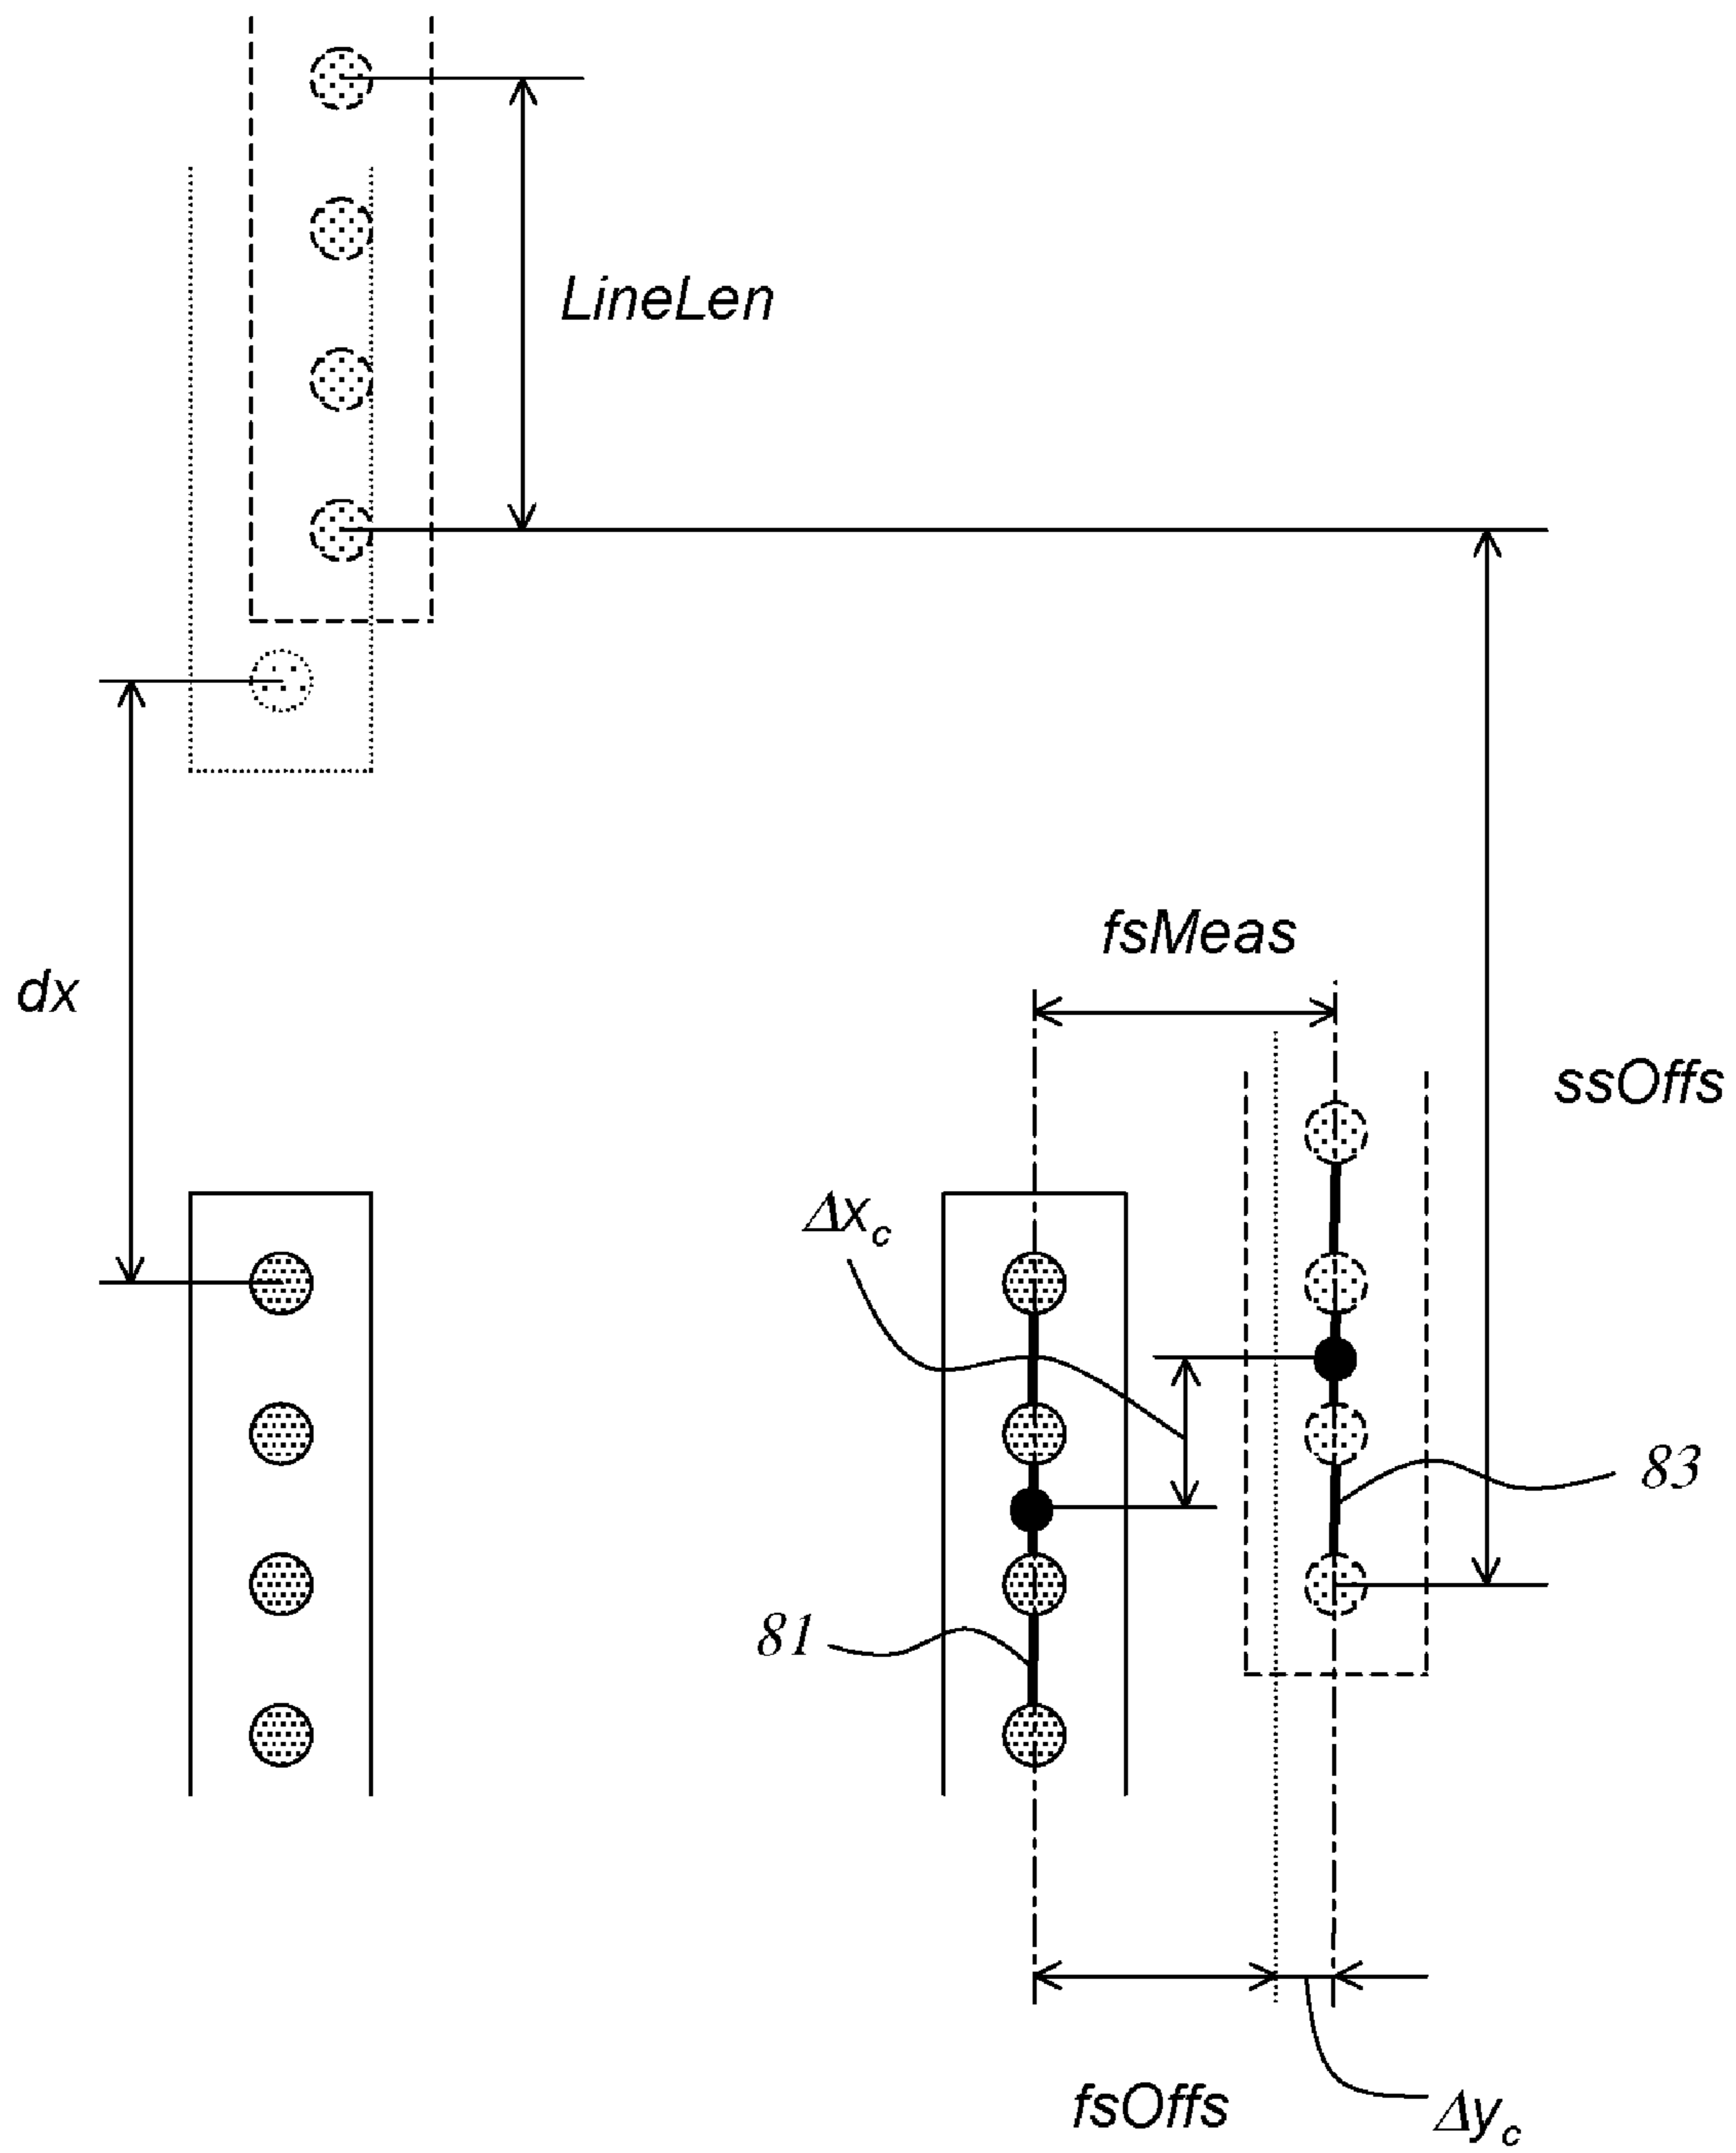 LineLen
fsMeas
dx
ssOffs
Δxc
83
81
fsOffs
Δyc